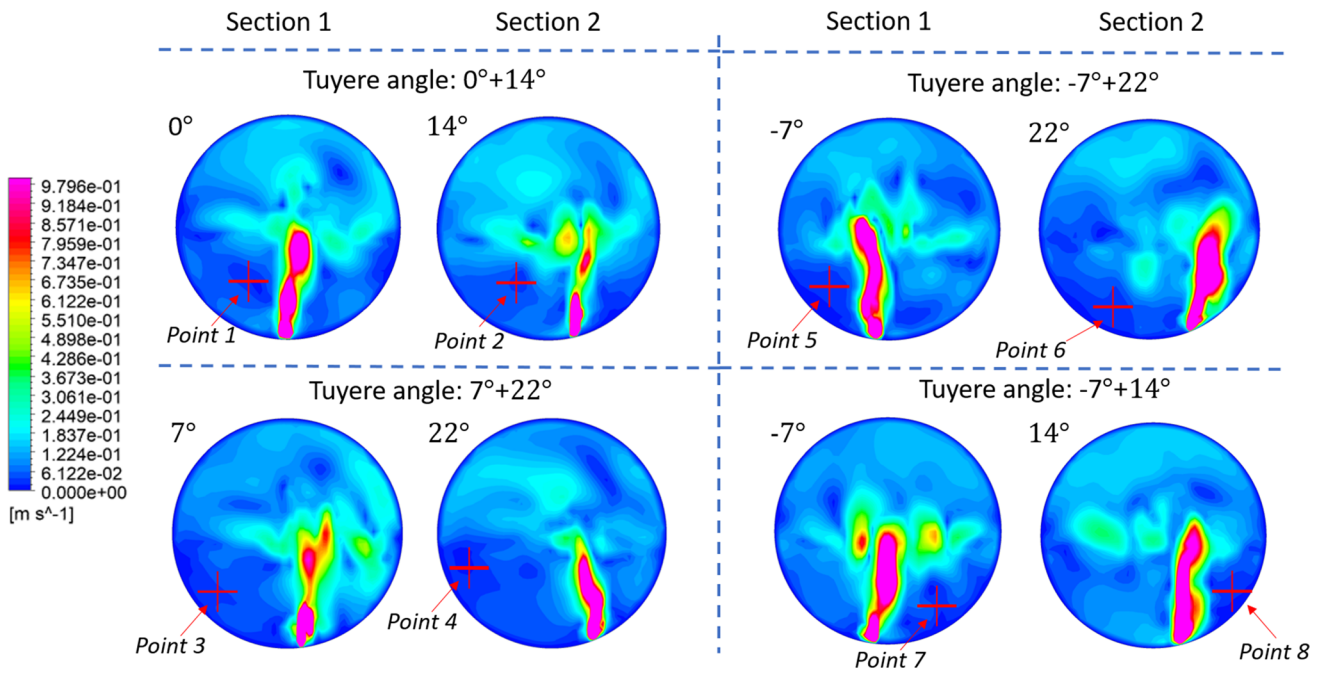 Section 1
Section 2
Section 1
Section 2
Tuyere angle: 0°+14°
Tuyere angle: -7°+22°
0°
14°
-7°
22°
Point 1
Point 2
Point 5
Point 6
9.796e-01
9.184e-01
8.571e-01
7.959e-01
7.347e-01
6.735e-01
6.122e-01
5.510e-01
4.898e-01
4.286e-01
3.673e-01
3.061e-01
2.449e-01
1.837e-01
1.224e-01
6.122e-02
0.000e+00
[m s^-1]
Tuyere angle: 7°+22°
Tuyere angle: -7°+14°
7°
22°
-7°
14°
Point 3
Point 4
Point 7
Point 8